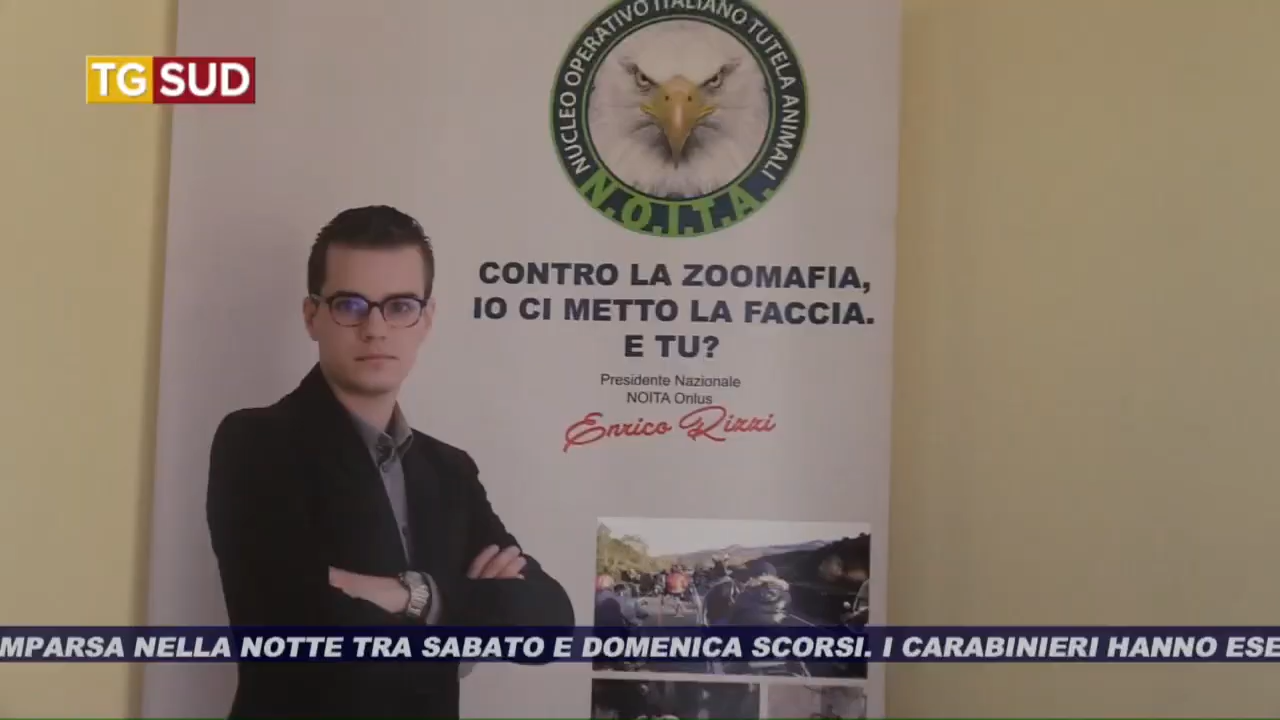 TG SUD
NUCLEO OPERATIVO ITALIANO TUTELA ANIMALI
N.O.I.T.A.
CONTRO LA ZOOMAFIA,
IO CI METTO LA FACCIA.
E TU?
Presidente Nazionale
NOITA Onlus
Enrico Rizzi
MPARSA NELLA NOTTE TRA SABATO E DOMENICA SCORSI. I CARABINIERI HANNO ESE